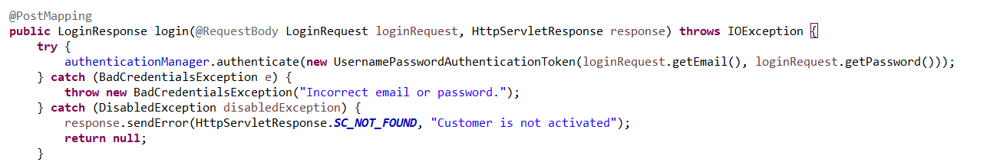 @PostMapping
public LoginResponse login(@RequestBody LoginRequest loginRequest, HttpServletResponse response) throws IOException {
    try {
        authenticationManager.authenticate(new UsernamePasswordAuthenticationToken(loginRequest.getEmail(), loginRequest.getPassword()));
    } catch (BadCredentialsException e) {
        throw new BadCredentialsException("Incorrect email or password.");
    } catch (DisabledException disabledException) {
        response.sendError(HttpServletResponse.SC_NOT_FOUND, "Customer is not activated");
        return null;
    }